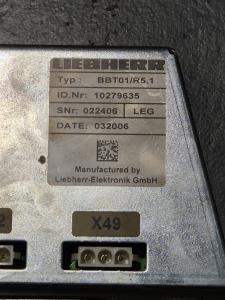 LIEBHERR
Typ: BBT01/R5,1
ID.Nr: 10279635
SNr: 022406 LEG
DATE: 032006
Manufactured by
Liebherr-Elektronik GmbH
2 X49